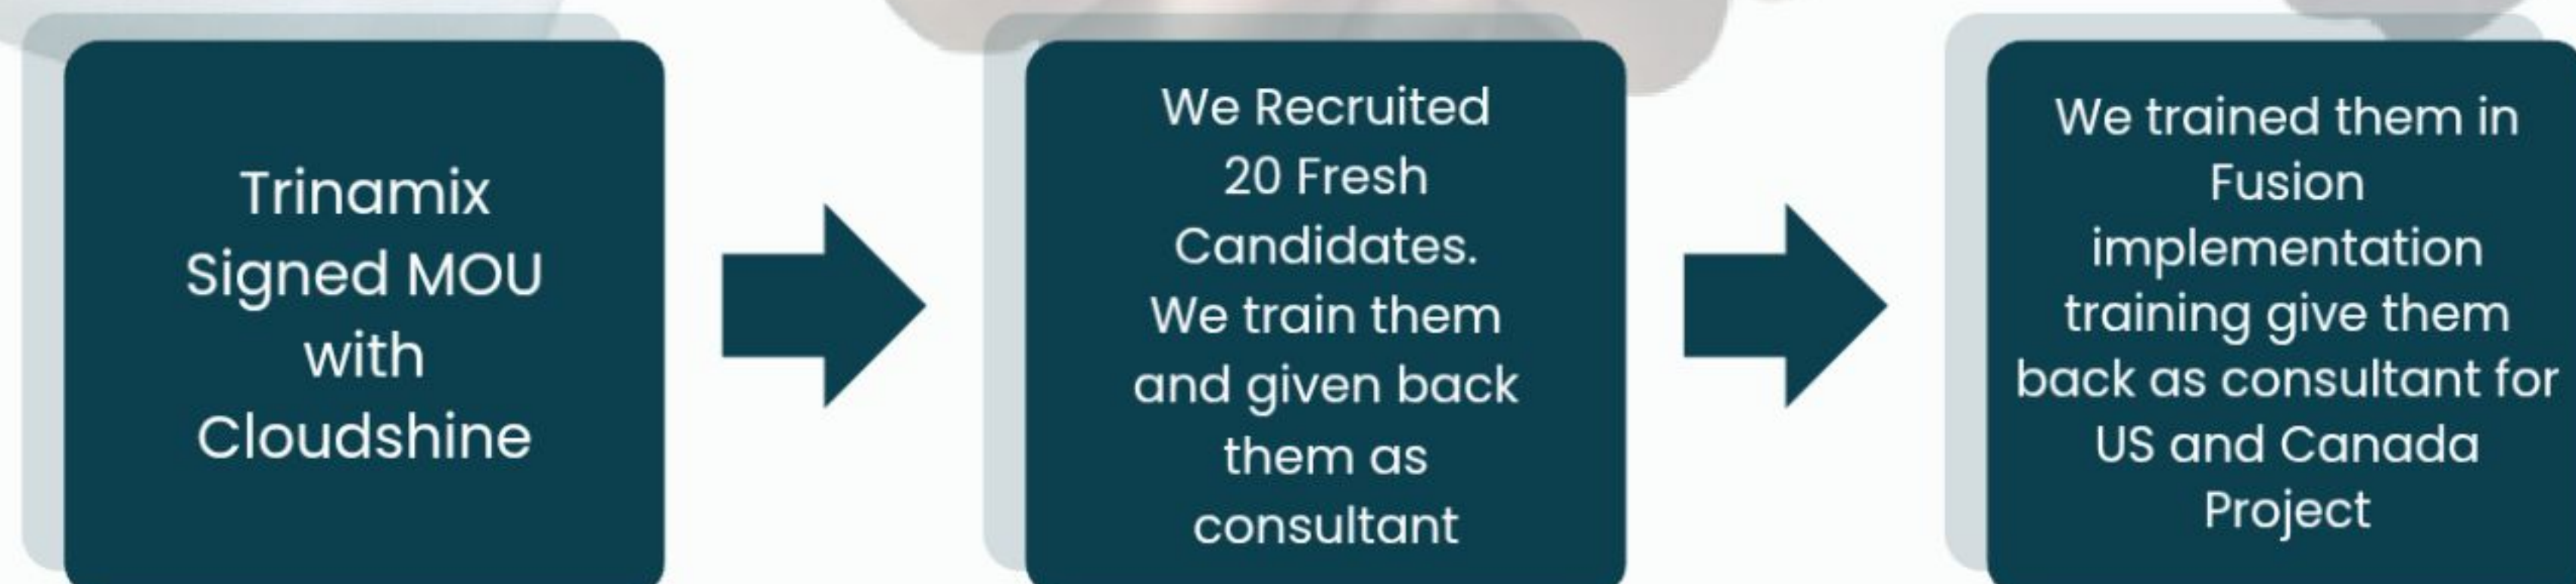 Trinamix
Signed MOU
with
Cloudshine
We Recruited
20 Fresh
Candidates.
We train them
and given back
them as
consultant
We trained them in
Fusion
implementation
training give them
back as consultant for
US and Canada
Project